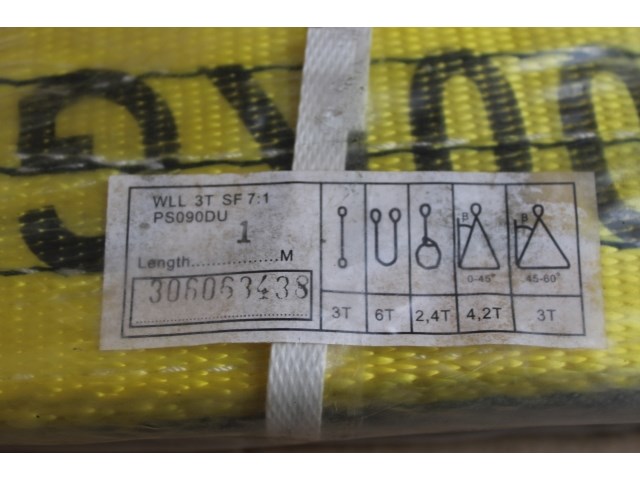 WLL 3T SF 7:1
PS090DU
1
Length....................M
306063438
β β
0-45° 45-60°
3T 6T 2,4T 4,2T 3T